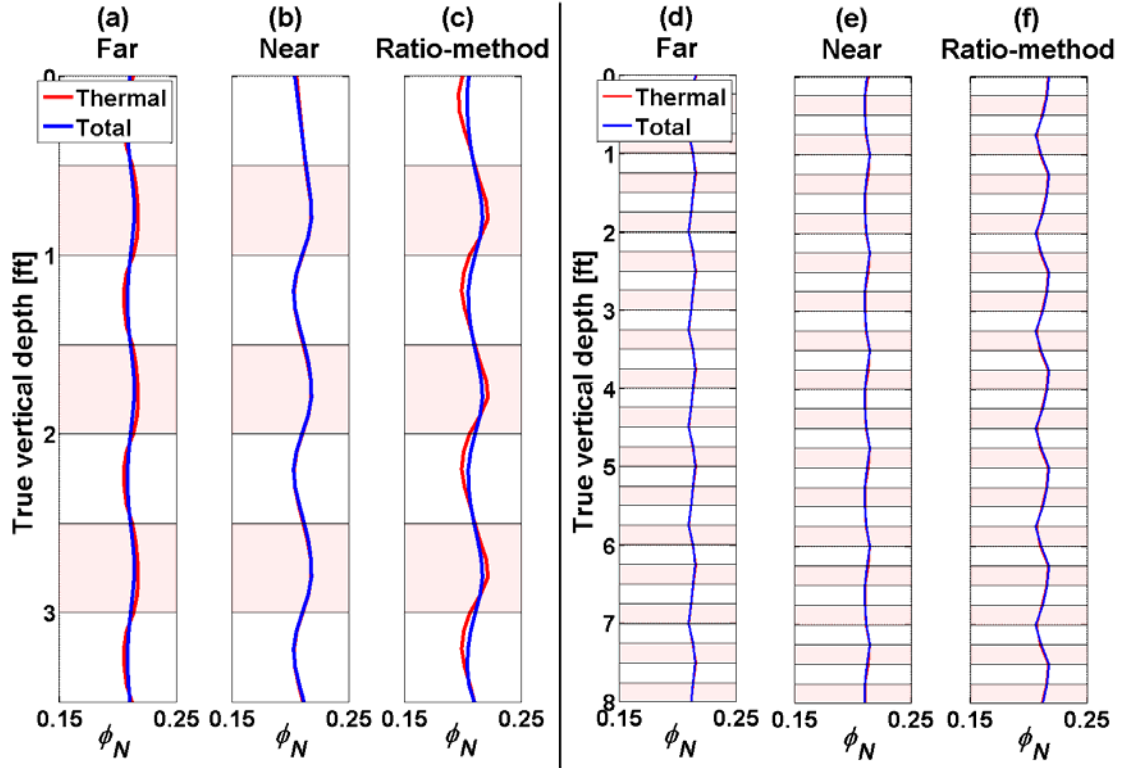 (a) (b) (c) (d) (e) (f)
Far Near Ratio-method Far Near Ratio-method
Thermal
Total
Thermal
Total
True vertical depth [ft]
0
1
2
3
True vertical depth [ft]
0
1
2
3
4
5
6
7
8
0.15 0.25 0.15 0.25 0.15 0.25 0.15 0.25 0.15 0.25 0.15 0.25
ϕN ϕN ϕN ϕN ϕN ϕN